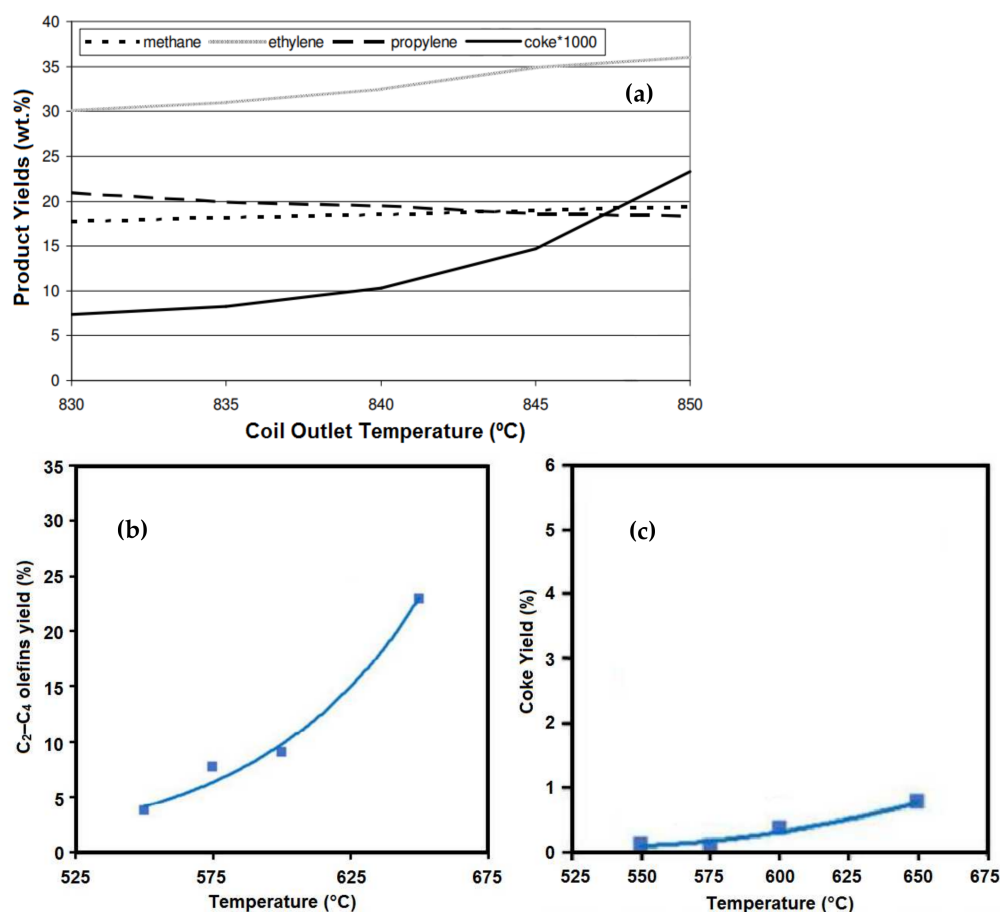 40
methane ethylene propylene coke*1000
35
(a)
30
25
20
15
10
5
0
Product Yields (wt.%)
830 835 840 845 850
Coil Outlet Temperature (ºC)
35
(b)
30
25
20
15
10
5
0
C₂–C₄ olefins yield (%)
525 575 625 675
Temperature (°C)
6
(c)
5
4
3
2
1
0
Coke Yield (%)
525 550 575 600 625 650 675
Temperature (°C)